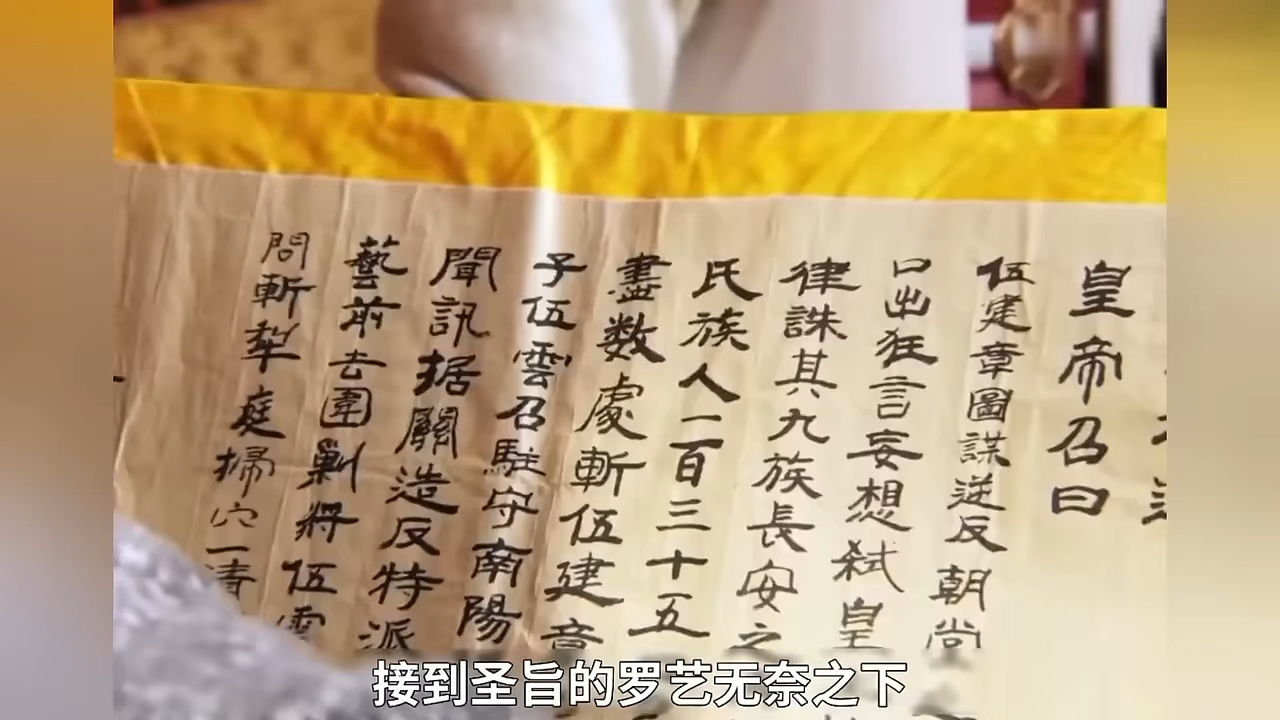 皇帝召曰
伍建章圖謀逆反朝堂
口出狂言妄想弑皇
律誅其九族長安之
氏族人一百三十五
盡数處斬伍建章
子伍雲召駐守南陽
聞訊据關造反特派
藝前去圍剿將伍雲
問斬犁庭掃穴一清
接到圣旨的罗艺无奈之下